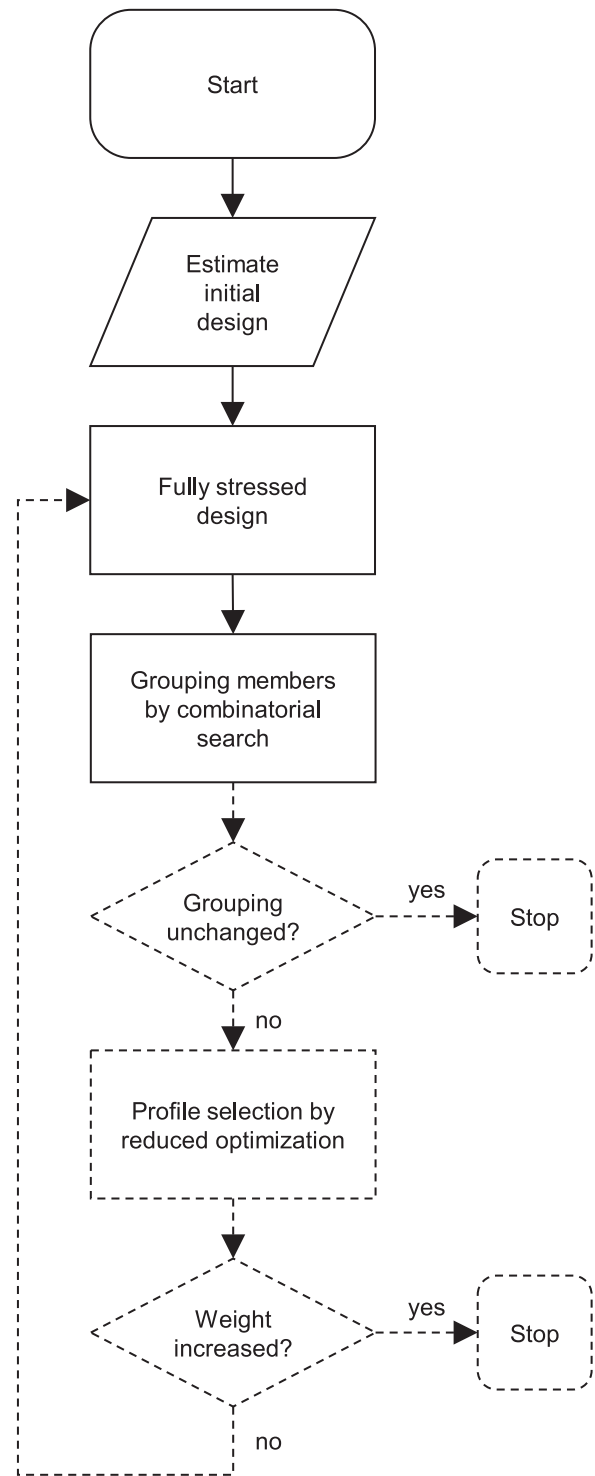 Start
Estimate
initial
design
Fully stressed
design
Grouping members
by combinatorial
search
Grouping
unchanged?
yes
Stop
no
Profile selection by
reduced optimization
Weight
increased?
yes
Stop
no